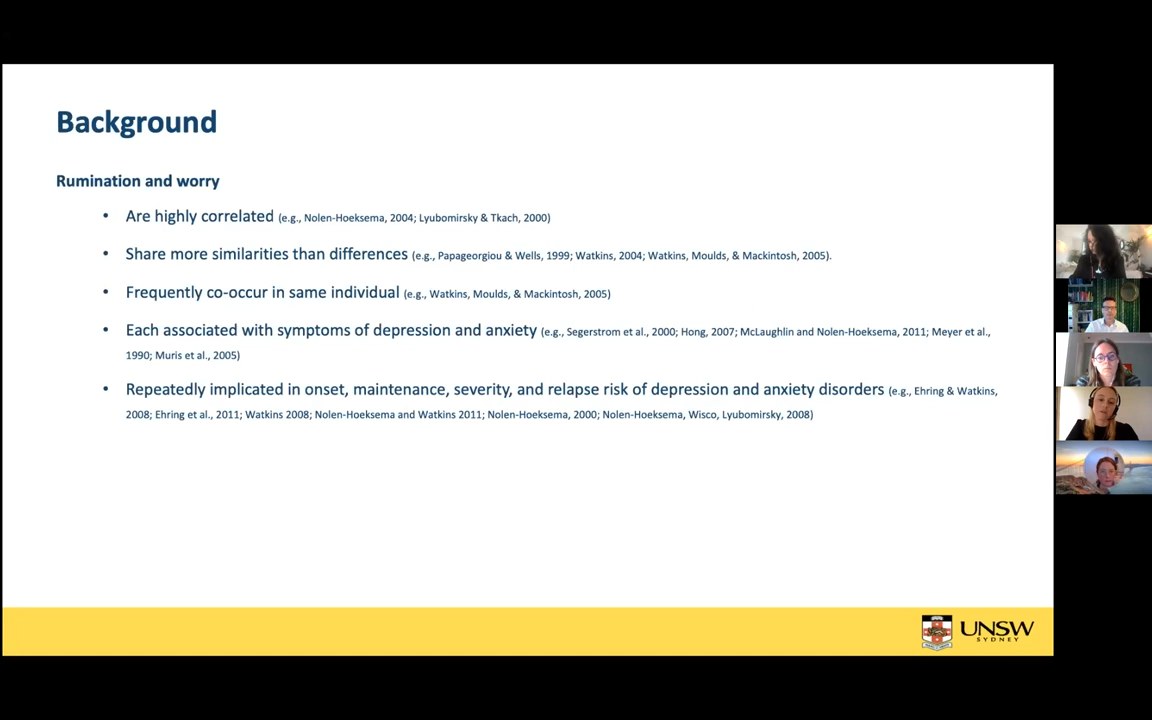 Background
Rumination and worry
• Are highly correlated (e.g., Nolen-Hoeksema, 2004; Lyubomirsky & Tkach, 2000)
• Share more similarities than differences (e.g., Papageorgiou & Wells, 1999; Watkins, 2004; Watkins, Moulds, & Mackintosh, 2005).
• Frequently co-occur in same individual (e.g., Watkins, Moulds, & Mackintosh, 2005)
• Each associated with symptoms of depression and anxiety (e.g., Segerstrom et al., 2000; Hong, 2007; McLaughlin and Nolen-Hoeksema, 2011; Meyer et al.,
1990; Muris et al., 2005)
• Repeatedly implicated in onset, maintenance, severity, and relapse risk of depression and anxiety disorders (e.g., Ehring & Watkins,
2008; Ehring et al., 2011; Watkins 2008; Nolen-Hoeksema and Watkins 2011; Nolen-Hoeksema, 2000; Nolen-Hoeksema, Wisco, Lyubomirsky, 2008)
UNSW
SYDNEY